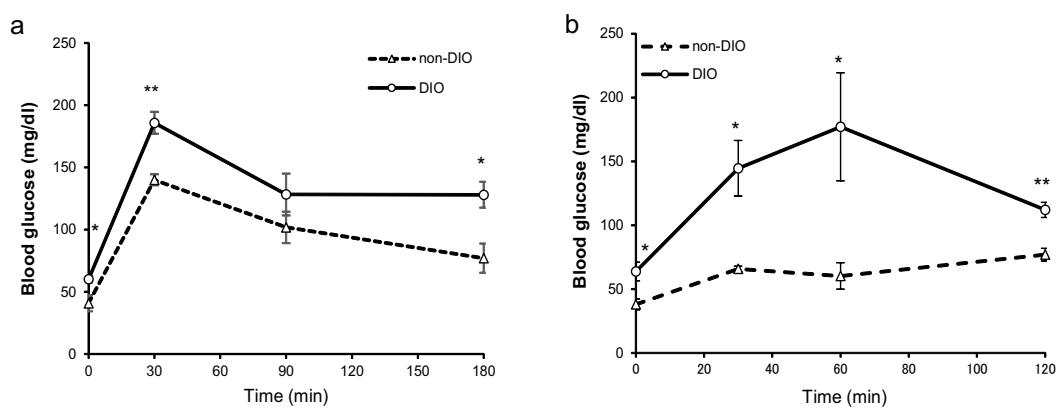 a
250
200
150
100
50
0
Blood glucose (mg/dl)
non-DIO
DIO
**
*
*
0 30 60 90 120 150 180
Time (min)
b
250
200
150
100
50
0
Blood glucose (mg/dl)
non-DIO
DIO
*
*
*
**
0 20 40 60 80 100 120
Time (min)